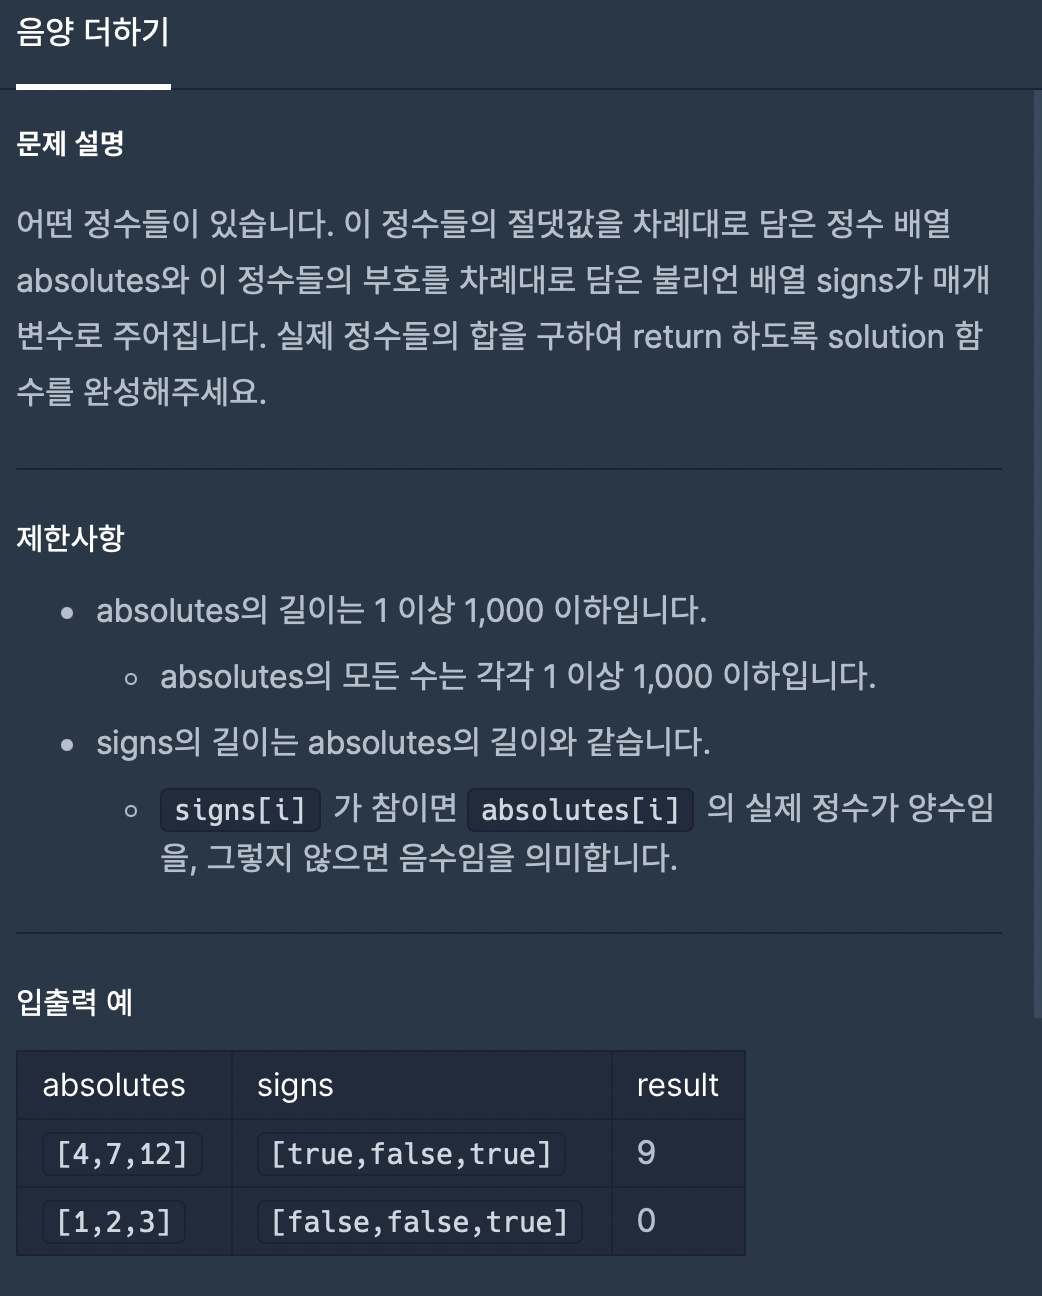 음양 더하기
문제 설명
어떤 정수들이 있습니다. 이 정수들의 절댓값을 차례대로 담은 정수 배열
absolutes와 이 정수들의 부호를 차례대로 담은 불리언 배열 signs가 매개
변수로 주어집니다. 실제 정수들의 합을 구하여 return 하도록 solution 함
수를 완성해주세요.
제한사항
absolutes의 길이는 1 이상 1,000 이하입니다.
absolutes의 모든 수는 각각 1 이상 1,000 이하입니다.
signs의 길이는 absolutes의 길이와 같습니다.
signs[i] 가 참이면 absolutes[i] 의 실제 정수가 양수임
을, 그렇지 않으면 음수임을 의미합니다.
입출력 예
absolutes signs result
[4,7,12] [true,false,true] 9
[1,2,3] [false,false,true] 0